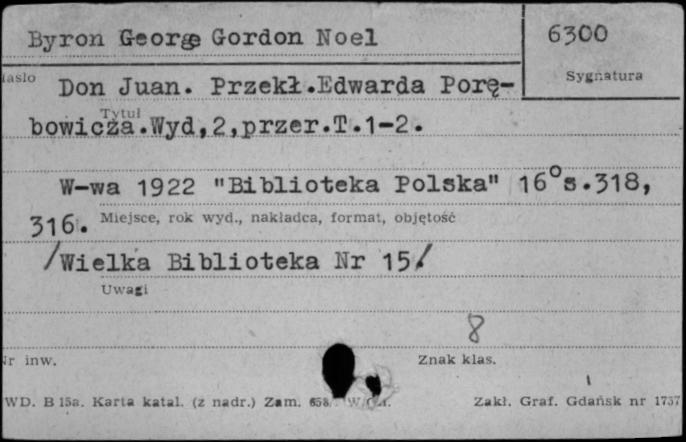 Byron George Gordon Noel
6300
Sygnatura
Don Juan. Przekł.Edwarda Porę-
Tytuł
bowicza.Wyd,2,przer.T.1-2.
W-wa 1922 "Biblioteka Polska" 16°s.318,
316.
Miejsce, rok wyd., nakładca, format, objętość
/Wielka Biblioteka Nr 15/
Uwagi
8
Nr inw.
Znak klas.
WD. B 15a. Karta katal. (z nadr.) Zam.
Zakł. Graf. Gdańsk nr 1757